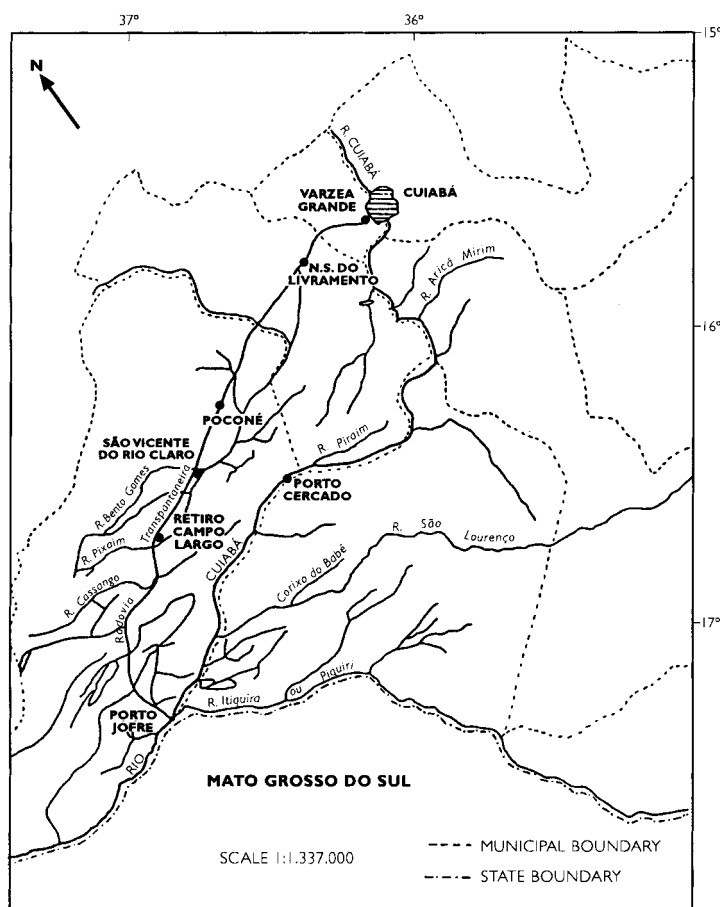 37°
36°
15°
N
R. CUIABÁ
VARZEA
GRANDE
CUIABÁ
N.S. DO
LIVRAMENTO
R. Aricá Mirim
16°
POCONÉ
SÃO VICENTE
DO RIO CLARO
R. Piraim
R. Bento Gomes
Transpantaneira
PORTO
CERCADO
RETIRO
CAMPO
LARGO
R. Pixaim
CUIABÁ
R. São Lourenço
Corixo do Babé
R. Cassango
Rodovia
17°
R. Itiquira ou Piquiri
PORTO
JOFRE
RIO
MATO GROSSO DO SUL
SCALE 1:1.337.000
MUNICIPAL BOUNDARY
STATE BOUNDARY